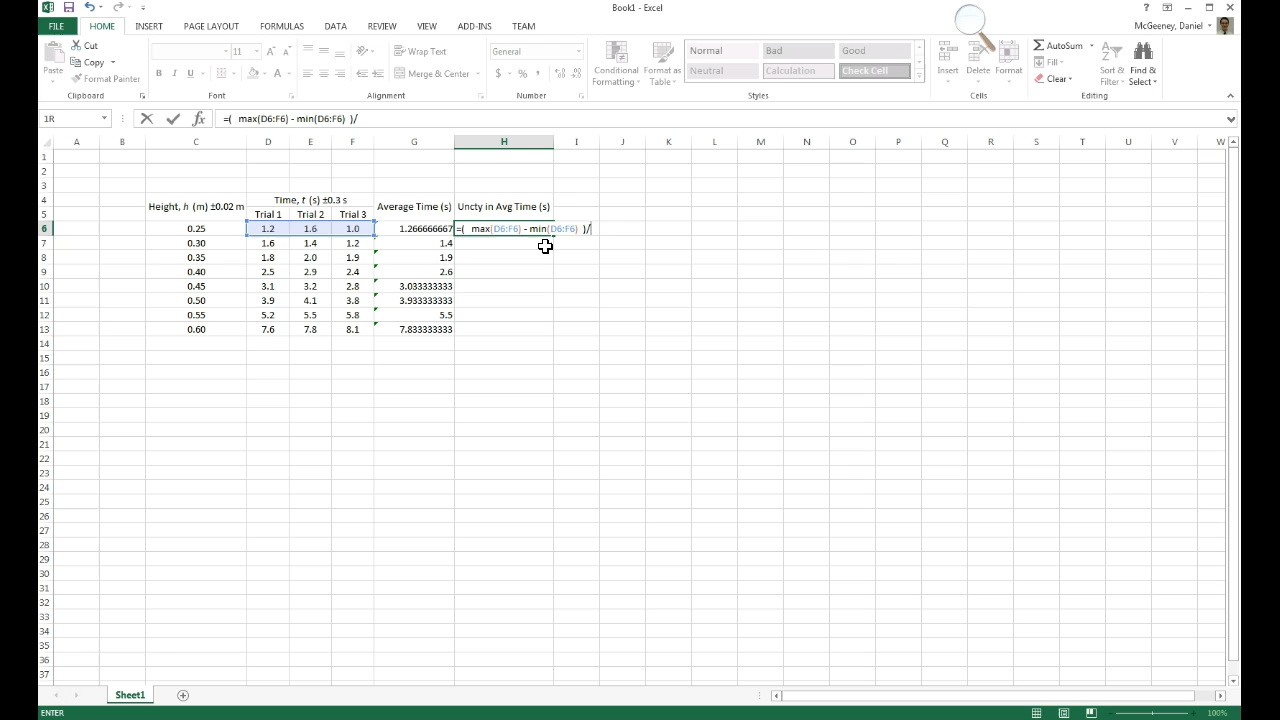 Book1 - Excel
FILE HOME INSERT PAGE LAYOUT FORMULAS DATA REVIEW VIEW ADD-INS TEAM McGeeney, Daniel
Cut
Copy
Format Painter
Paste
11
Wrap Text
Merge & Center
General
Conditional Formatting
Format as Table
Normal Bad Good
Neutral Calculation Check Cell
Insert Delete Format
AutoSum
Fill
Clear
Sort & Filter
Find & Select
Clipboard Font Alignment Number Styles Cells Editing
1R =( max(D6:F6) - min(D6:F6) )/
A B C D E F G H I J K L M N O P Q R S T U V W
1
2
3
4 Height, h (m) ±0.02 m Time, t (s) ±0.3 s Average Time (s) Uncty in Avg Time (s)
5 Trial 1 Trial 2 Trial 3
6 0.25 1.2 1.6 1.0 1.266666667 =( max(D6:F6) - min(D6:F6) )/
7 0.30 1.6 1.4 1.2 1.4
8 0.35 1.8 2.0 1.9 1.9
9 0.40 2.5 2.9 2.4 2.6
10 0.45 3.1 3.2 2.8 3.033333333
11 0.50 3.9 4.1 3.8 3.933333333
12 0.55 5.2 5.5 5.8 5.5
13 0.60 7.6 7.8 8.1 7.833333333
14
15
16
17
18
19
20
21
22
23
24
25
26
27
28
29
30
31
32
33
34
35
36
37
Sheet1
ENTER 100%